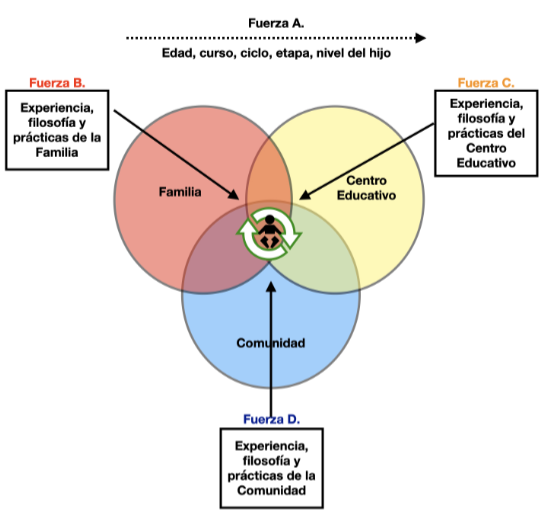 Fuerza A.
Edad, curso, ciclo, etapa, nivel del hijo
Fuerza B.
Experiencia,
filosofía y
prácticas de la
Familia
Fuerza C.
Experiencia,
filosofía y
prácticas del
Centro
Educativo
Familia
Centro
Educativo
Comunidad
Fuerza D.
Experiencia,
filosofía y
prácticas de la
Comunidad